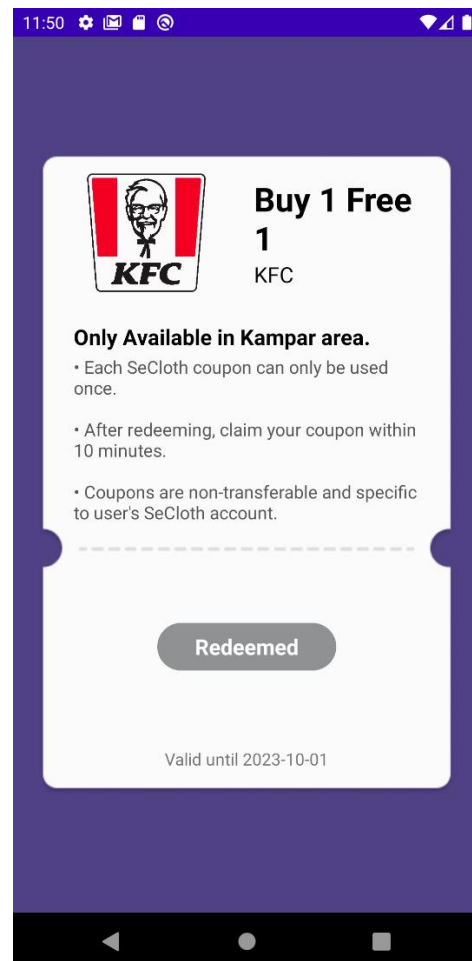 11:50
Buy 1 Free
1
KFC
KFC
Only Available in Kampar area.
• Each SeCloth coupon can only be used
once.
• After redeeming, claim your coupon within
10 minutes.
• Coupons are non-transferable and specific
to user's SeCloth account.
Redeemed
Valid until 2023-10-01